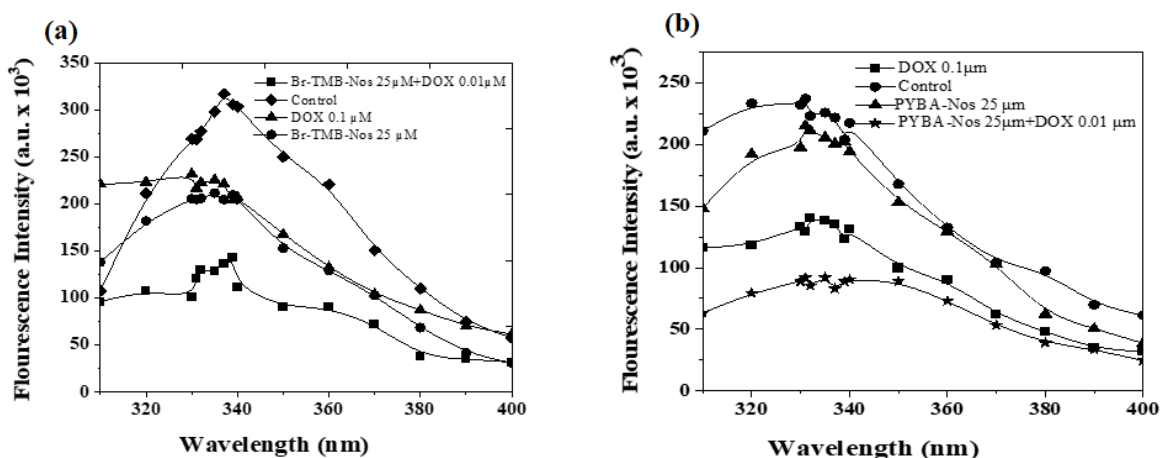 (a)
Flourescence Intensity (a.u. x 10³)
350
300
250
200
150
100
50
0
Br-TMB-Nos 25µM+DOX 0.01µM
Control
DOX 0.1 µM
Br-TMB-Nos 25 µM
320
340
360
380
400
Wavelength (nm)
(b)
Flourescence Intensity (a.u. x 10³)
250
200
150
100
50
0
DOX 0.1µm
Control
PYBA-Nos 25 µm
PYBA-Nos 25µm+DOX 0.01 µm
320
340
360
380
400
Wavelength (nm)